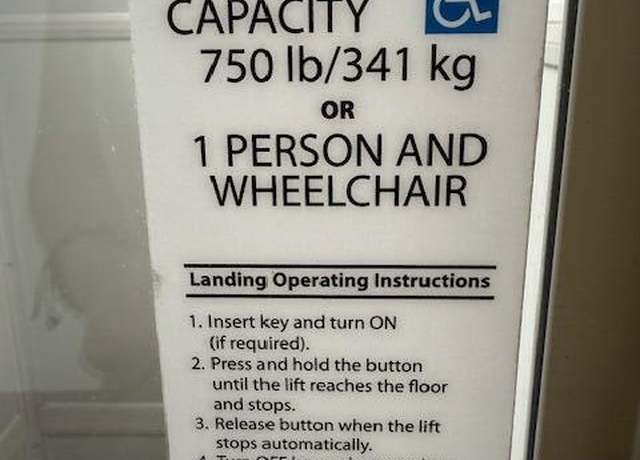 CAPACITY
750 lb/341 kg
OR
1 PERSON AND
WHEELCHAIR
Landing Operating Instructions
1. Insert key and turn ON
(if required).
2. Press and hold the button
until the lift reaches the floor
and stops.
3. Release button when the lift
stops automatically.